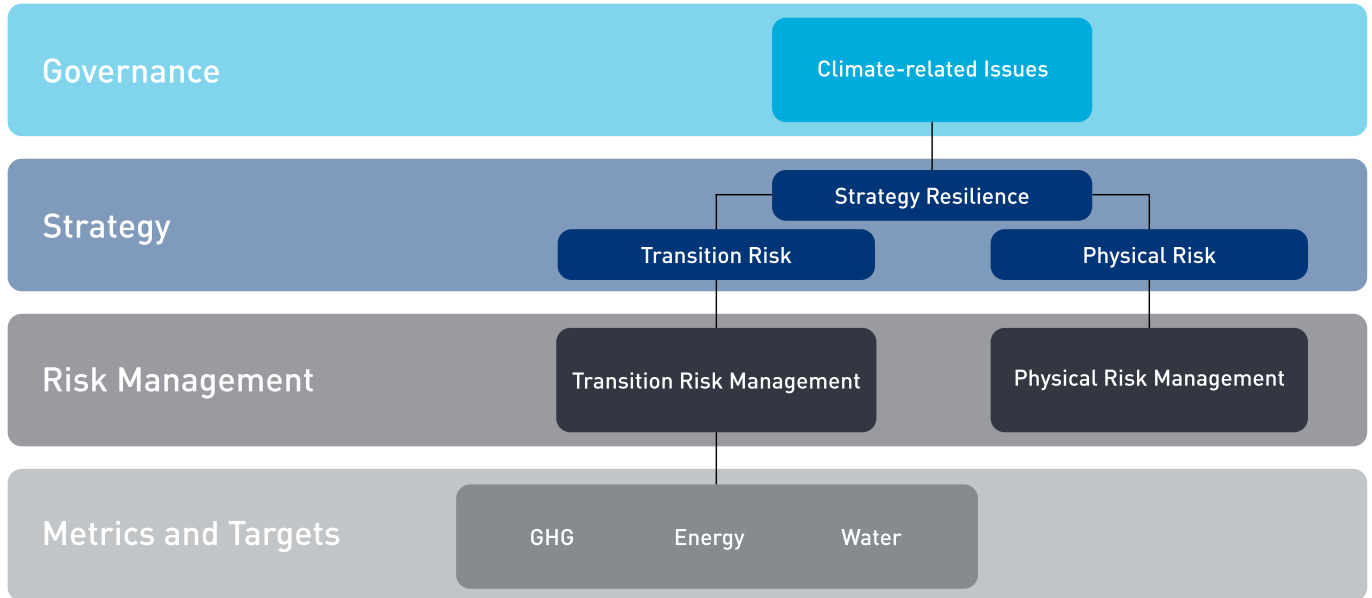 Governance
Climate-related Issues
Strategy
Strategy Resilience
Transition Risk
Physical Risk
Risk Management
Transition Risk Management
Physical Risk Management
Metrics and Targets
GHG Energy Water